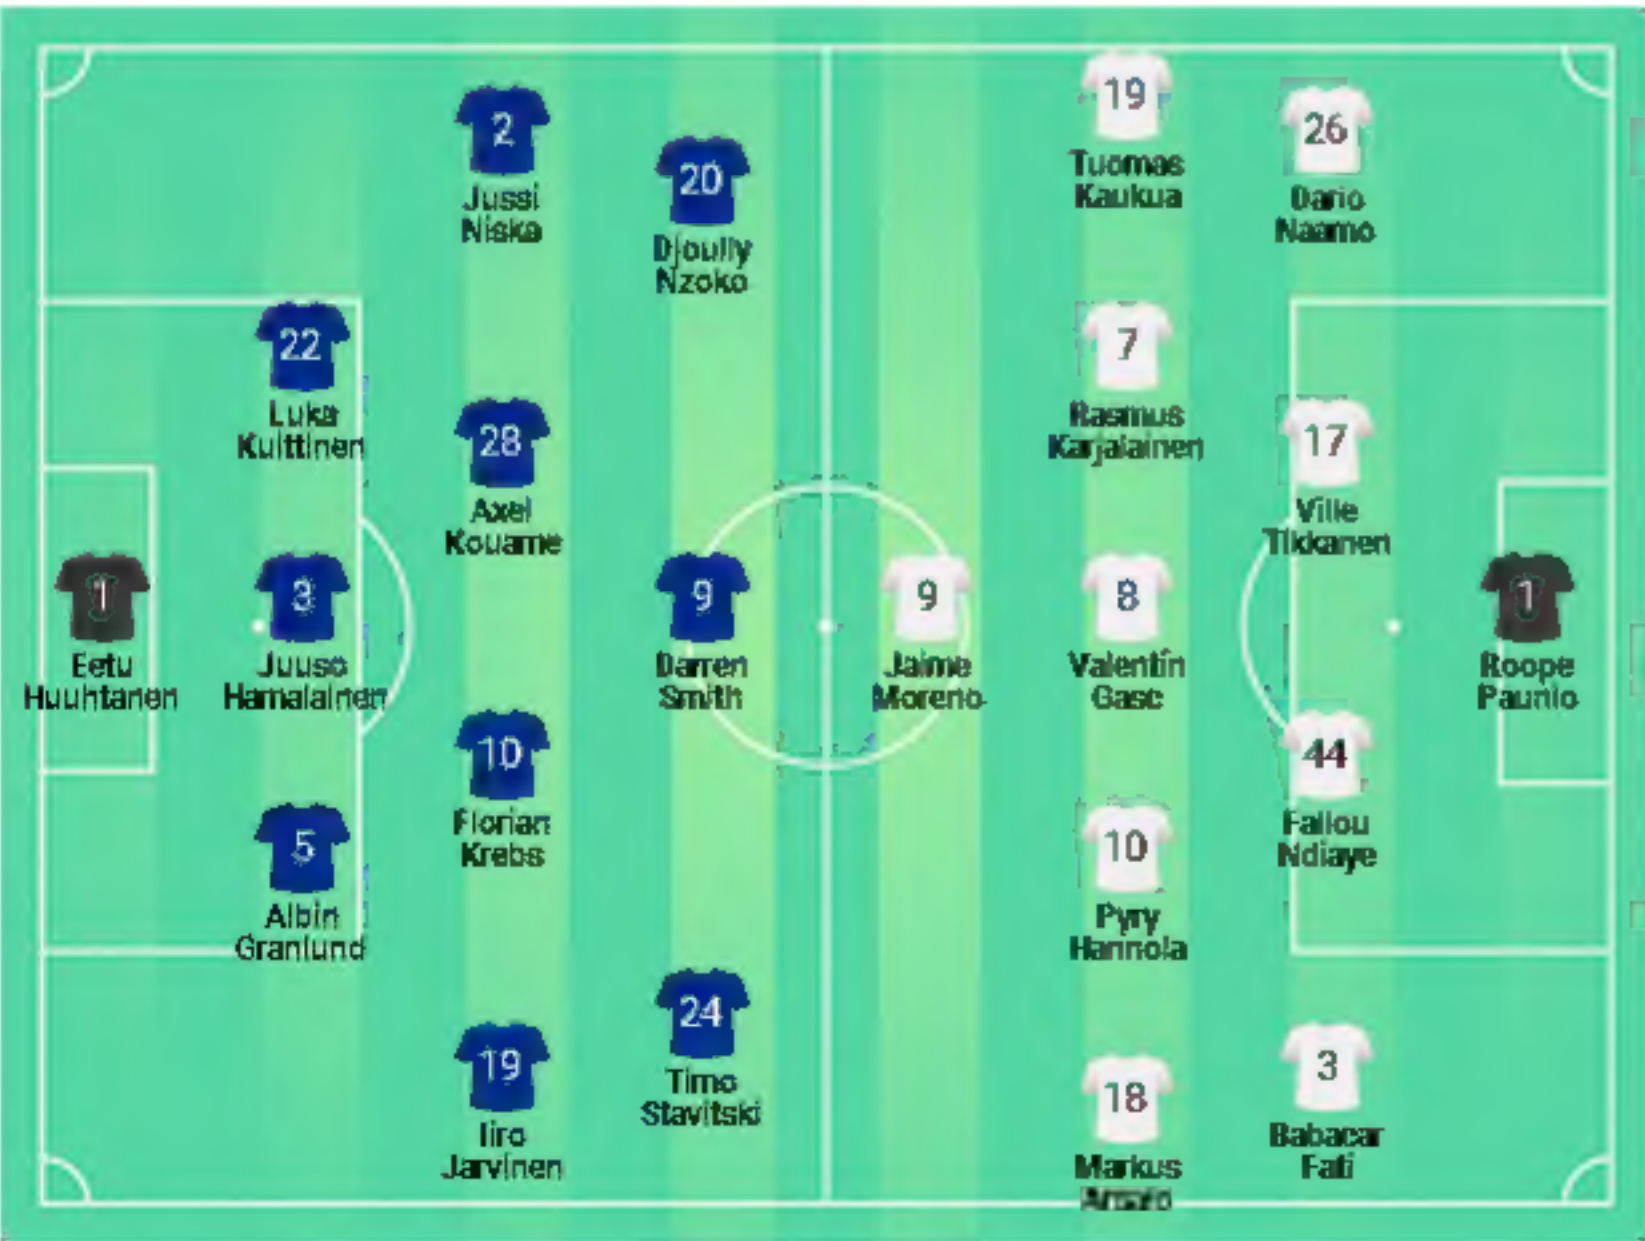 1
Eetu
Huuhtanen
22
Luka
Kuittinen
3
Juuso
Hamalainen
5
Albin
Granlund
2
Jussi
Niska
28
Axel
Kouame
10
Florian
Krebs
19
Iiro
Jarvinen
20
Djoully
Nzoko
9
Darren
Smith
24
Timo
Stavitski
9
Jaime
Moreno
19
Tuomas
Kaukua
7
Rasmus
Karjalainen
8
Valentín
Gasc
10
Pyry
Hannola
18
Markus
26
Dario
Naamo
17
Ville
Tikkanen
44
Fallou
Ndiaye
3
Babacar
Fati
1
Roope
Paunio